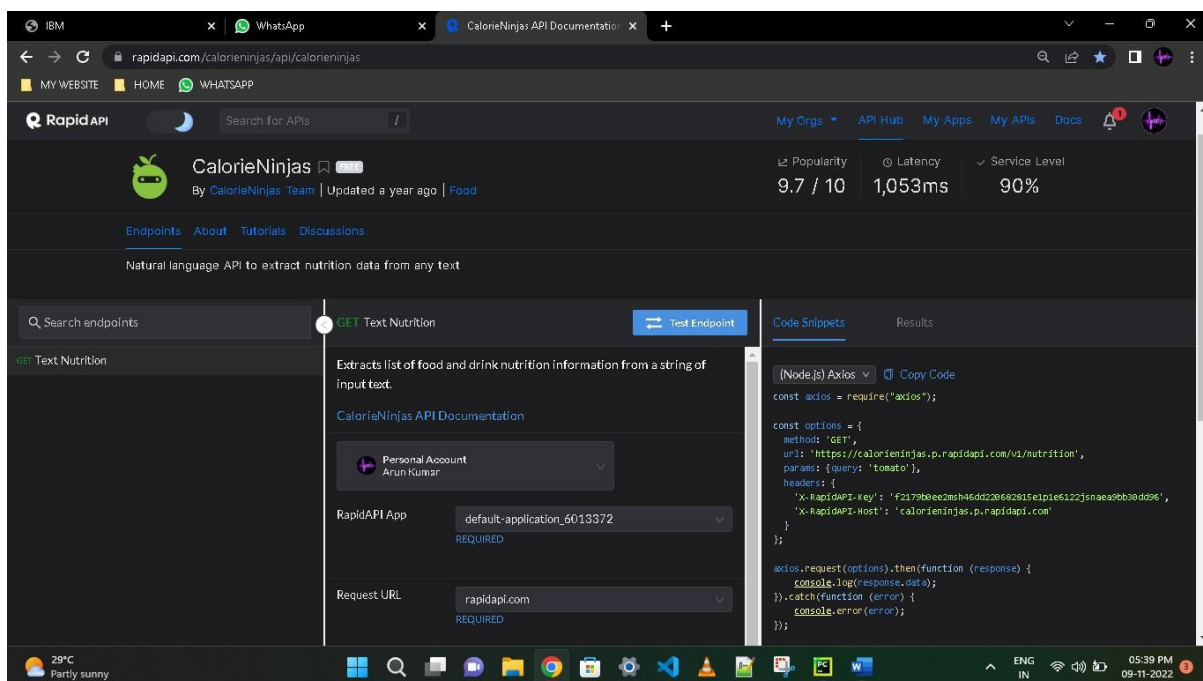 IBM
WhatsApp
CalorieNinjas API Documentation
rapidapi.com/calorieninjas/api/calorieninjas
MY WEBSITE HOME WHATSAPP
Rapid API
Search for APIs /
My Orgs API Hub My Apps My APIs Docs 1
CalorieNinjas FREE
By CalorieNinjas Team | Updated a year ago | Food
Popularity Latency Service Level
9.7 / 10 1,053ms 90%
Endpoints About Tutorials Discussions
Natural language API to extract nutrition data from any text
Search endpoints
GET Text Nutrition
GET Text Nutrition
Test Endpoint
Extracts list of food and drink nutrition information from a string of
input text.
CalorieNinjas API Documentation
Personal Account
Arun Kumar
RapidAPI App
default-application_6013372
REQUIRED
Request URL
rapidapi.com
REQUIRED
Code Snippets Results
(Node.js) Axios Copy Code
const axios = require("axios");
const options = {
method: 'GET',
url: 'https://calorieninjas.p.rapidapi.com/v1/nutrition',
params: {query: 'tomato'},
headers: {
'X-RapidAPI-Key': 'f2179b0ee2msh46dd220682815e1p1e6122jsnaea9bb30dd96',
'X-RapidAPI-Host': 'calorieninjas.p.rapidapi.com'
}
};
axios.request(options).then(function (response) {
console.log(response.data);
}).catch(function (error) {
console.error(error);
});
29°C
Partly sunny
ENG
IN
05:39 PM
09-11-2022
3